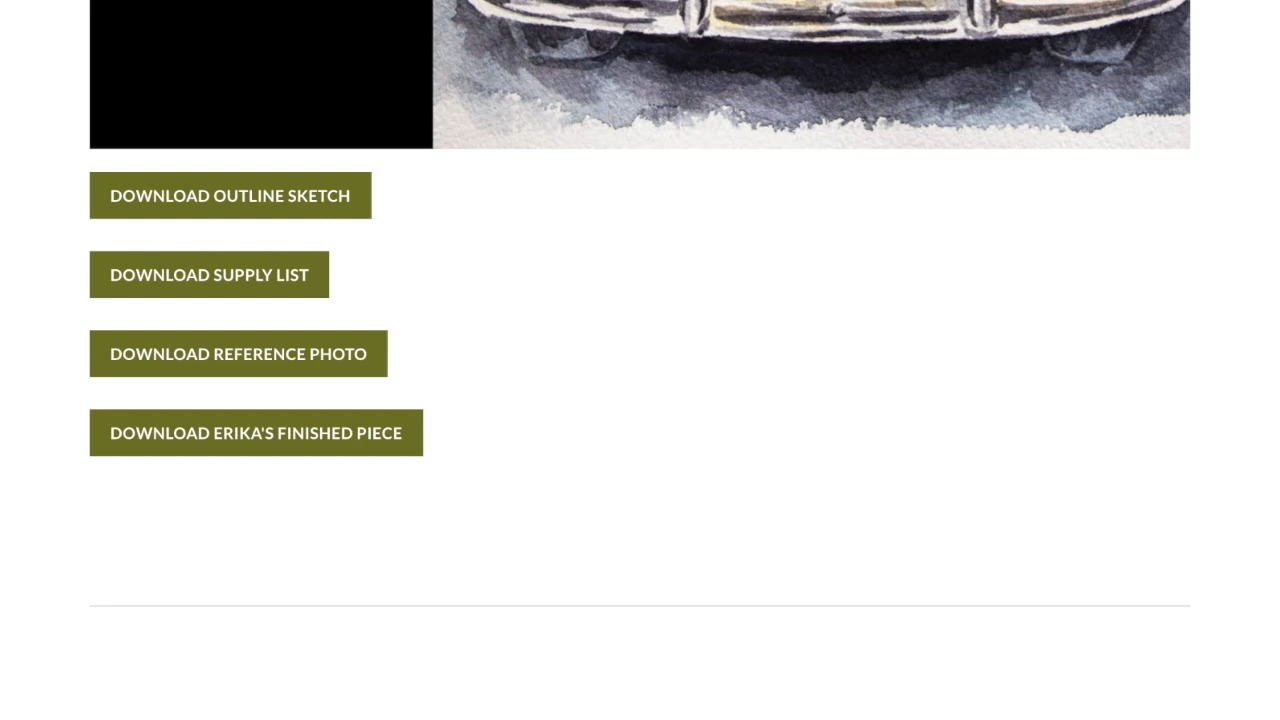 DOWNLOAD OUTLINE SKETCH
DOWNLOAD SUPPLY LIST
DOWNLOAD REFERENCE PHOTO
DOWNLOAD ERIKA'S FINISHED PIECE